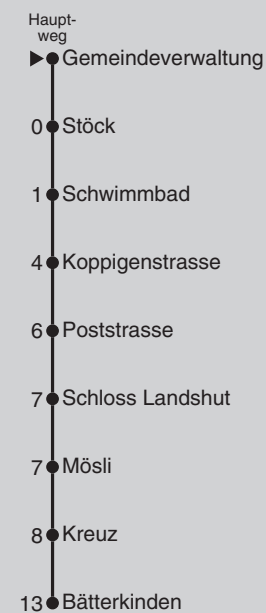 Haupt-
weg
Gemeindeverwaltung
0 Stöck
1 Schwimmbad
4 Koppigenstrasse
6 Poststrasse
7 Schloss Landshut
7 Mösli
8 Kreuz
13 Bätterkinden